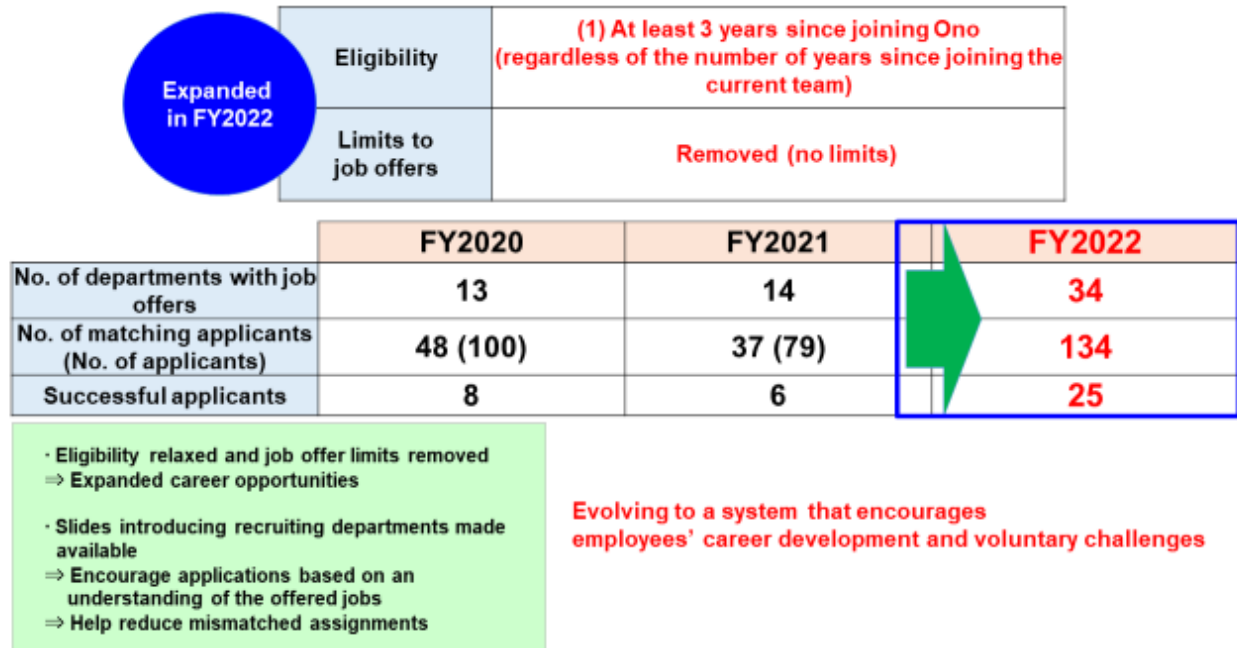 Expanded
in FY2022
Eligibility
(1) At least 3 years since joining Ono
(regardless of the number of years since joining the
current team)
Limits to
job offers
Removed (no limits)
FY2020
FY2021
FY2022
No. of departments with job
offers
13
14
34
No. of matching applicants
(No. of applicants)
48 (100)
37 (79)
134
Successful applicants
8
6
25
· Eligibility relaxed and job offer limits removed
⇒ Expanded career opportunities
· Slides introducing recruiting departments made
available
⇒ Encourage applications based on an
understanding of the offered jobs
⇒ Help reduce mismatched assignments
Evolving to a system that encourages
employees’ career development and voluntary challenges